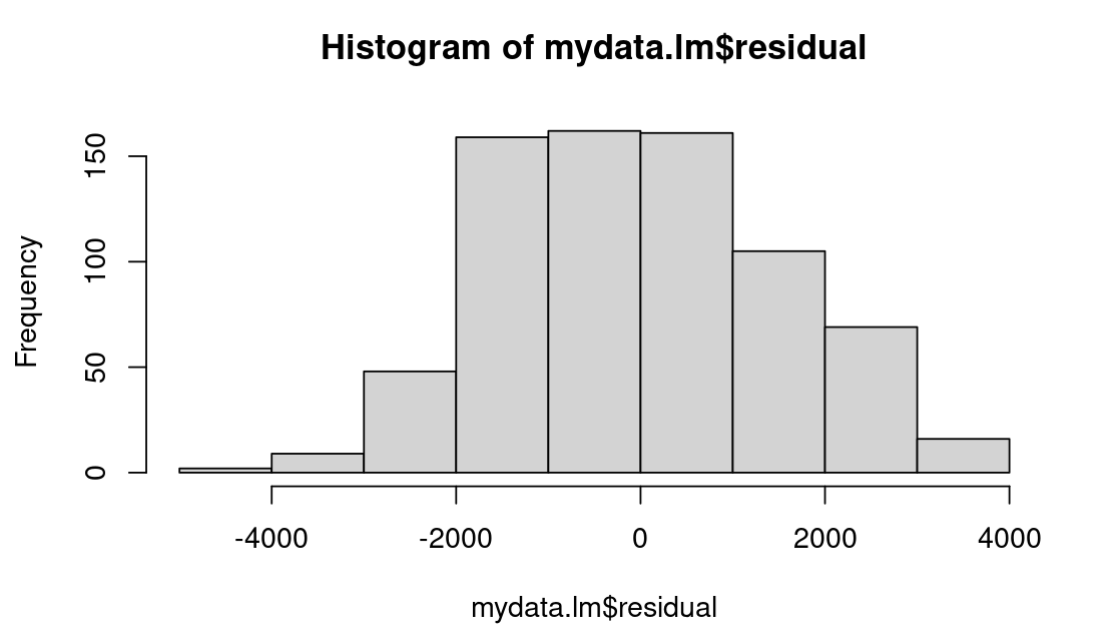 Histogram of mydata.lm$residual
Frequency
150
100
50
0
-4000 -2000 0 2000 4000
mydata.lm$residual